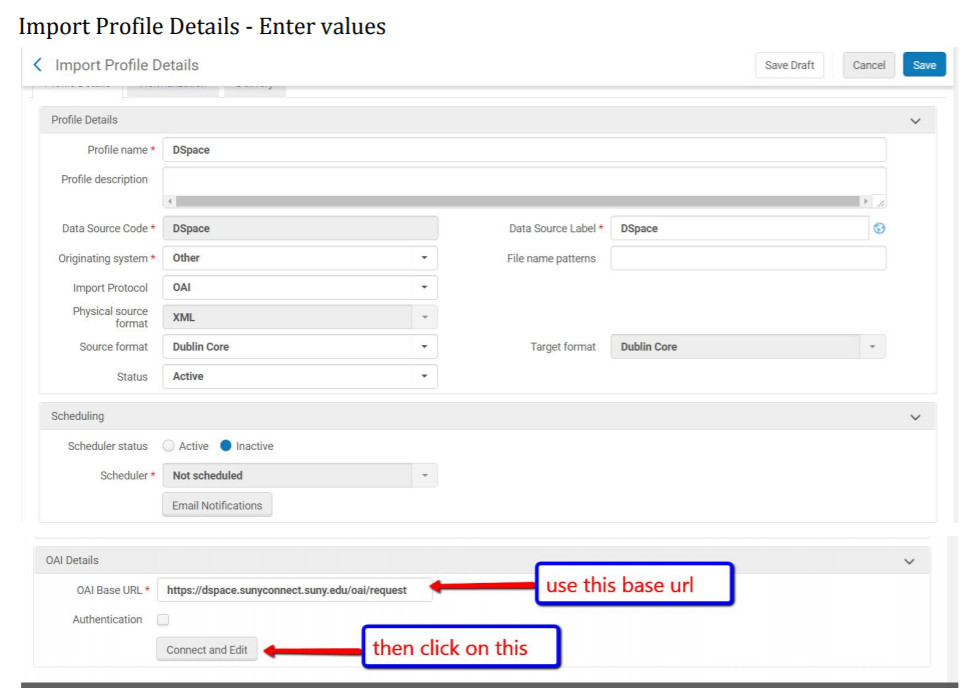 Import Profile Details - Enter values
Import Profile Details Save Draft Cancel Save
Profile Details
Profile name * DSpace
Profile description
Data Source Code * DSpace Data Source Label * DSpace
Originating system * Other File name patterns
Import Protocol OAI
Physical source
format XML
Source format Dublin Core Target format Dublin Core
Status Active
Scheduling
Scheduler status Active Inactive
Scheduler * Not scheduled
Email Notifications
OAI Details
OAI Base URL * https://dspace.sunyconnect.suny.edu/oai/request use this base url
Authentication
Connect and Edit then click on this